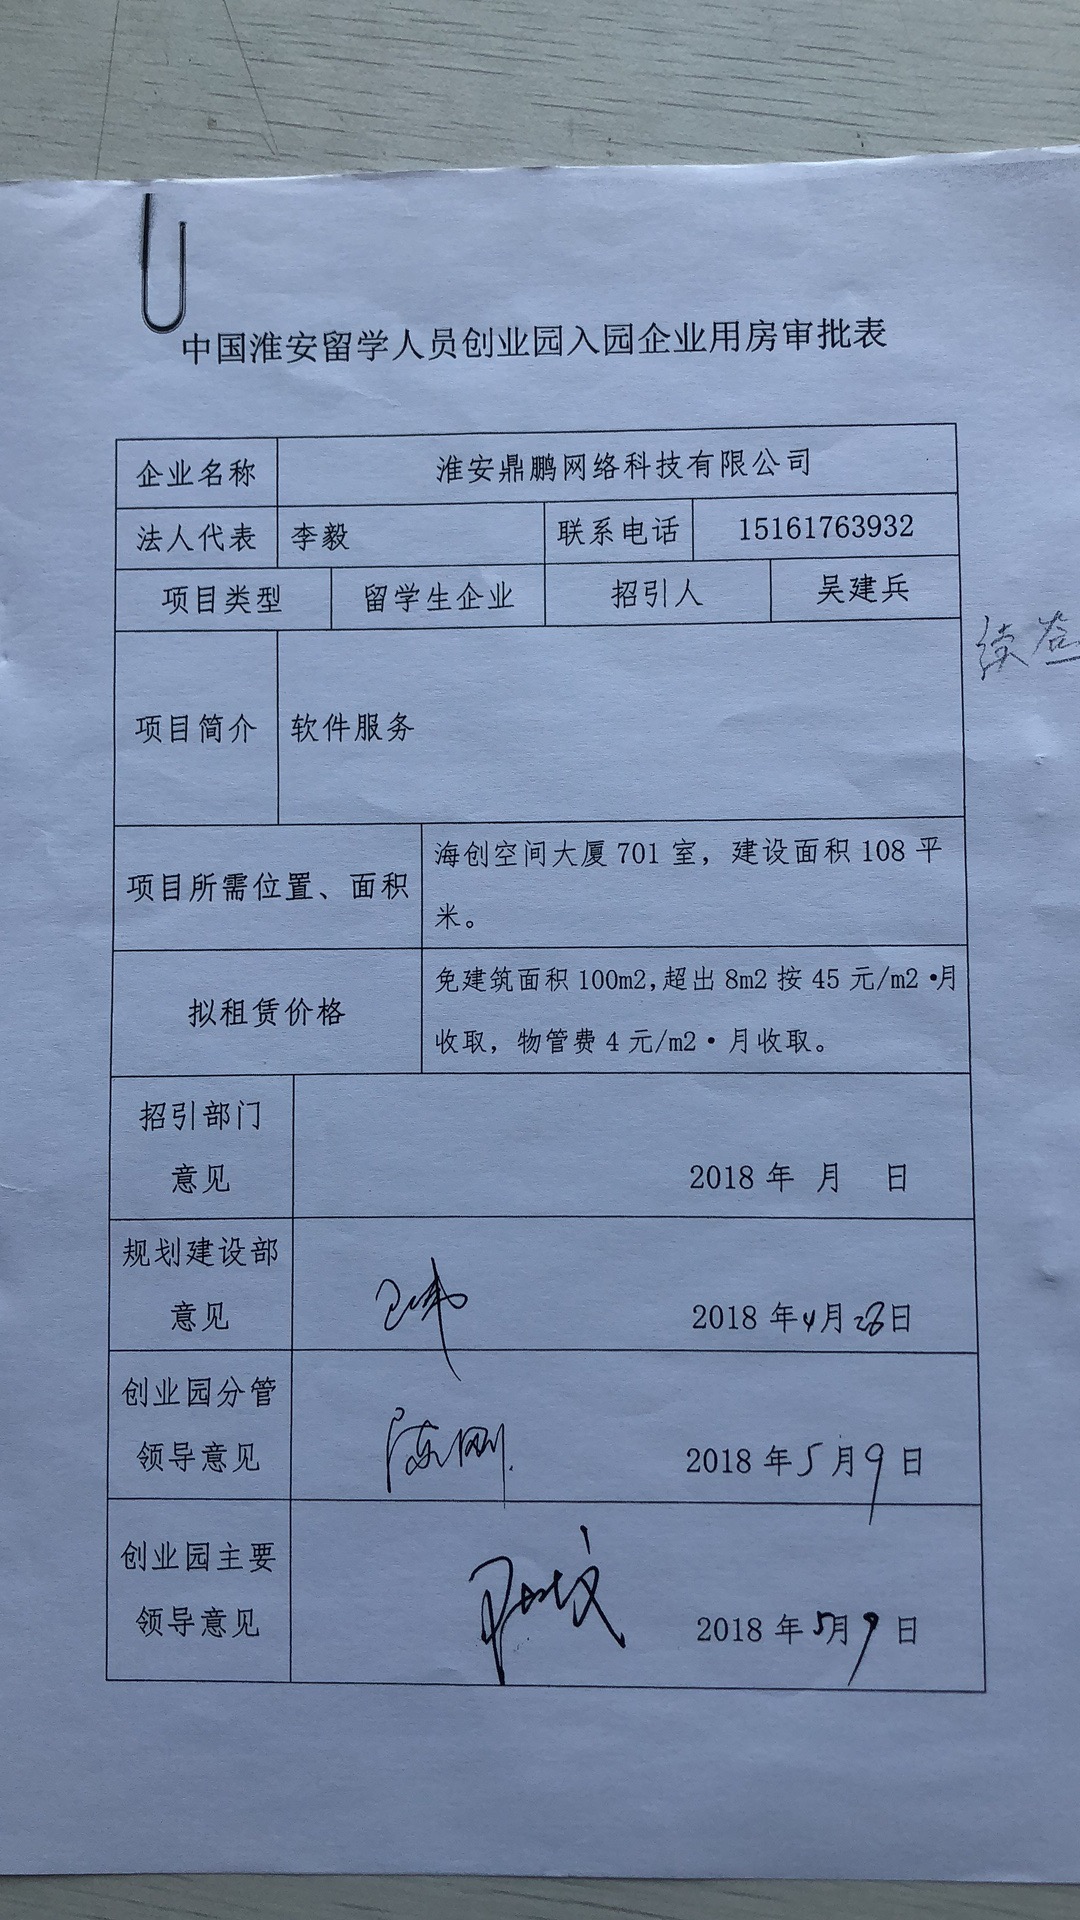 中国淮安留学人员创业园入园企业用房审批表
企业名称 淮安鼎鹏网络科技有限公司
法人代表 李毅 联系电话 15161763932
项目类型 留学生企业 招引人 吴建兵
续签
项目简介 软件服务
项目所需位置、面积 海创空间大厦 701 室，建设面积 108 平
米。
拟租赁价格 免建筑面积 100m2,超出 8m2 按 45 元/m2·月
收取，物管费 4 元/m2·月收取。
招引部门
意见 2018 年 月 日
规划建设部
意见 2018 年 4 月 28 日
创业园分管
领导意见 陈刚 2018 年 5 月 9 日
创业园主要
领导意见 2018 年 5 月 9 日